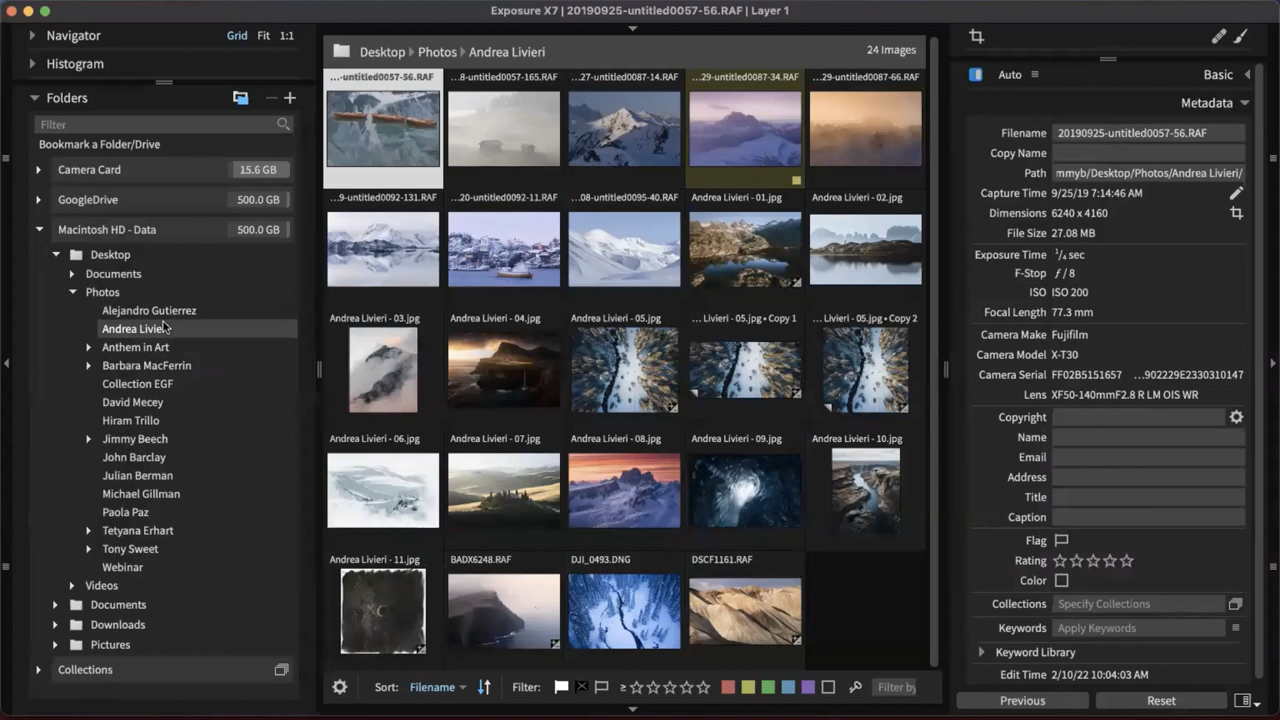 Exposure X7 | 20190925-untitled0057-56.RAF | Layer 1
Navigator
Grid Fit 1:1
Histogram
Folders
Filter
Bookmark a Folder/Drive
Camera Card 15.6 GB
GoogleDrive 500.0 GB
Macintosh HD - Data 500.0 GB
Desktop
Documents
Photos
Alejandro Gutierrez
Andrea Livieri
Anthem in Art
Barbara MacFerrin
Collection EGF
David Mecey
Hiram Trillo
Jimmy Beech
John Barclay
Julian Berman
Michael Gillman
Paola Paz
Tetyana Erhart
Tony Sweet
Webinar
Videos
Documents
Downloads
Pictures
Collections
Desktop Photos Andrea Livieri
24 Images
...-untitled0057-56.RAF ...8-untitled0057-165.RAF ...27-untitled0087-14.RAF ...29-untitled0087-34.RAF ...29-untitled0087-66.RAF
...9-untitled0092-131.RAF ...20-untitled0092-11.RAF ...08-untitled0095-40.RAF Andrea Livieri - 01.jpg Andrea Livieri - 02.jpg
Andrea Livieri - 03.jpg Andrea Livieri - 04.jpg Andrea Livieri - 05.jpg ... Livieri - 05.jpg • Copy 1 ... Livieri - 05.jpg • Copy 2
Andrea Livieri - 06.jpg Andrea Livieri - 07.jpg Andrea Livieri - 08.jpg Andrea Livieri - 09.jpg Andrea Livieri - 10.jpg
Andrea Livieri - 11.jpg BADX6248.RAF DJI_0493.DNG DSCF1161.RAF
Sort: Filename Filter: ≥ Filter by
Auto Basic
Metadata
Filename 20190925-untitled0057-56.RAF
Copy Name
Path mmyb/Desktop/Photos/Andrea Livieri/
Capture Time 9/25/19 7:14:46 AM
Dimensions 6240 x 4160
File Size 27.08 MB
Exposure Time 1/4 sec
F-Stop ƒ / 8
ISO ISO 200
Focal Length 77.3 mm
Camera Make Fujifilm
Camera Model X-T30
Camera Serial FF02B5151657 ...902229E2330310147
Lens XF50-140mmF2.8 R LM OIS WR
Copyright
Name
Email
Address
Title
Caption
Flag
Rating
Color
Collections Specify Collections
Keywords Apply Keywords
Keyword Library
Edit Time 2/10/22 10:04:03 AM
Previous Reset